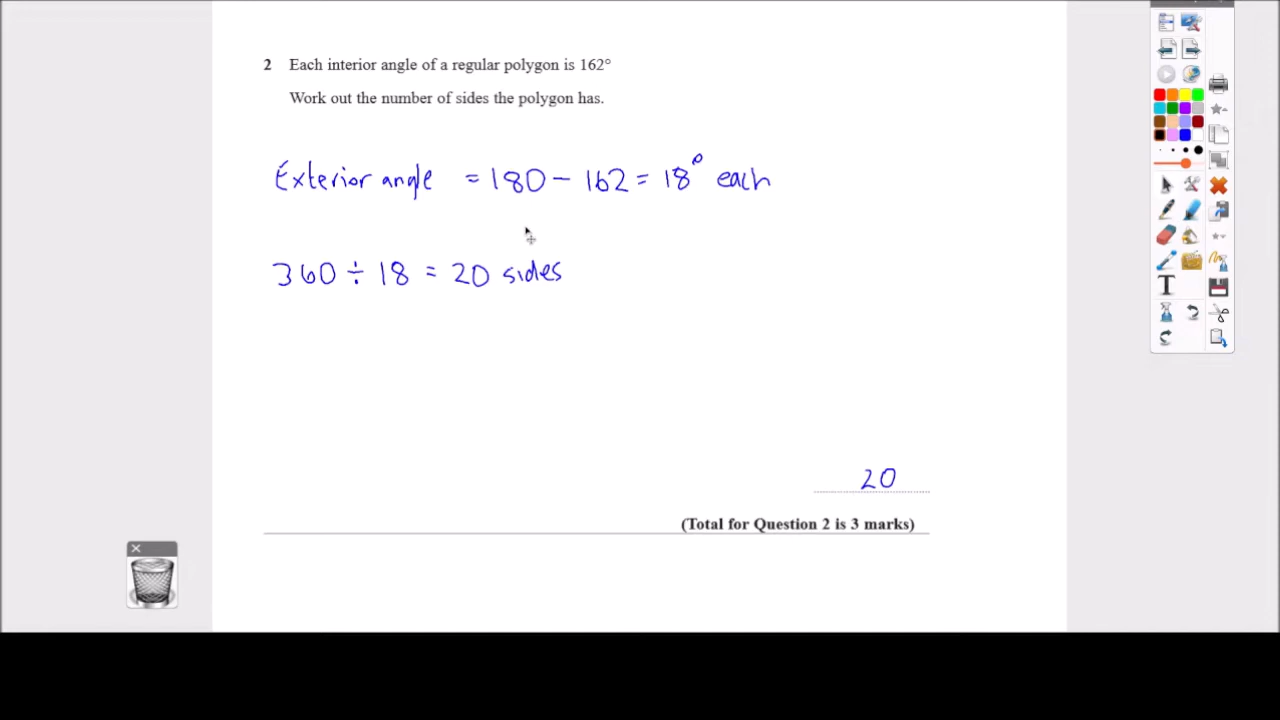 2 Each interior angle of a regular polygon is 162°
Work out the number of sides the polygon has.
Exterior angle = 180 - 162 = 18° each
360 ÷ 18 = 20 sides
20
(Total for Question 2 is 3 marks)
T